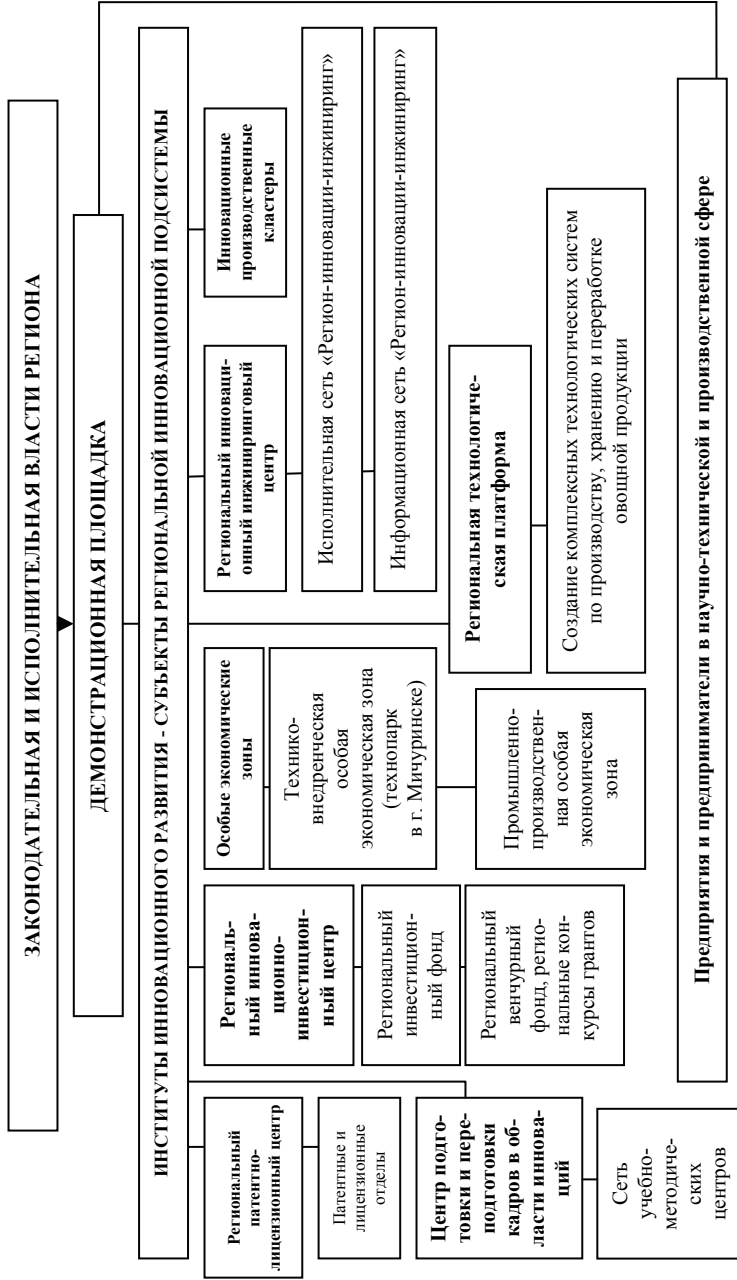 ЗАКОНОДАТЕЛЬНАЯ И ИСПОЛНИТЕЛЬНАЯ ВЛАСТИ РЕГИОНА
ДЕМОНСТРАЦИОННАЯ ПЛОЩАДКА
ИНСТИТУТЫ ИННОВАЦИОННОГО РАЗВИТИЯ - СУБЪЕКТЫ РЕГИОНАЛЬНОЙ ИННОВАЦИОННОЙ ПОДСИСТЕМЫ
Региональный
патентно-
лицензионный центр
Патентные и
лицензионные
отделы
Центр подго-
товки и пере-
подготовки
кадров в об-
ласти иннова-
ций
Сеть
учебно-
методиче-
ских
центров
Региональ-
ный иннова-
ционно-
инвестицион-
ный центр
Региональный
инвестицион-
ный фонд
Региональный
венчурный
фонд, регио-
нальные кон-
курсы грантов
Особые экономические
зоны
Технико-
внедренческая
особая
экономическая зона
(технопарк
в г. Мичуринске)
Промышленно-
производствен-
ная особая
экономическая
зона
Региональный инноваци-
онный инжиниринговый
центр
Исполнительная сеть «Регион-инновации-инжиниринг»
Информационная сеть «Регион-инновации-инжиниринг»
Инновационные
производственные
кластеры
Региональная технологиче-
ская платформа
Создание комплексных технологических систем
по производству, хранению и переработке
овощной продукции
Предприятия и предприниматели в научно-технической и производственной сфере